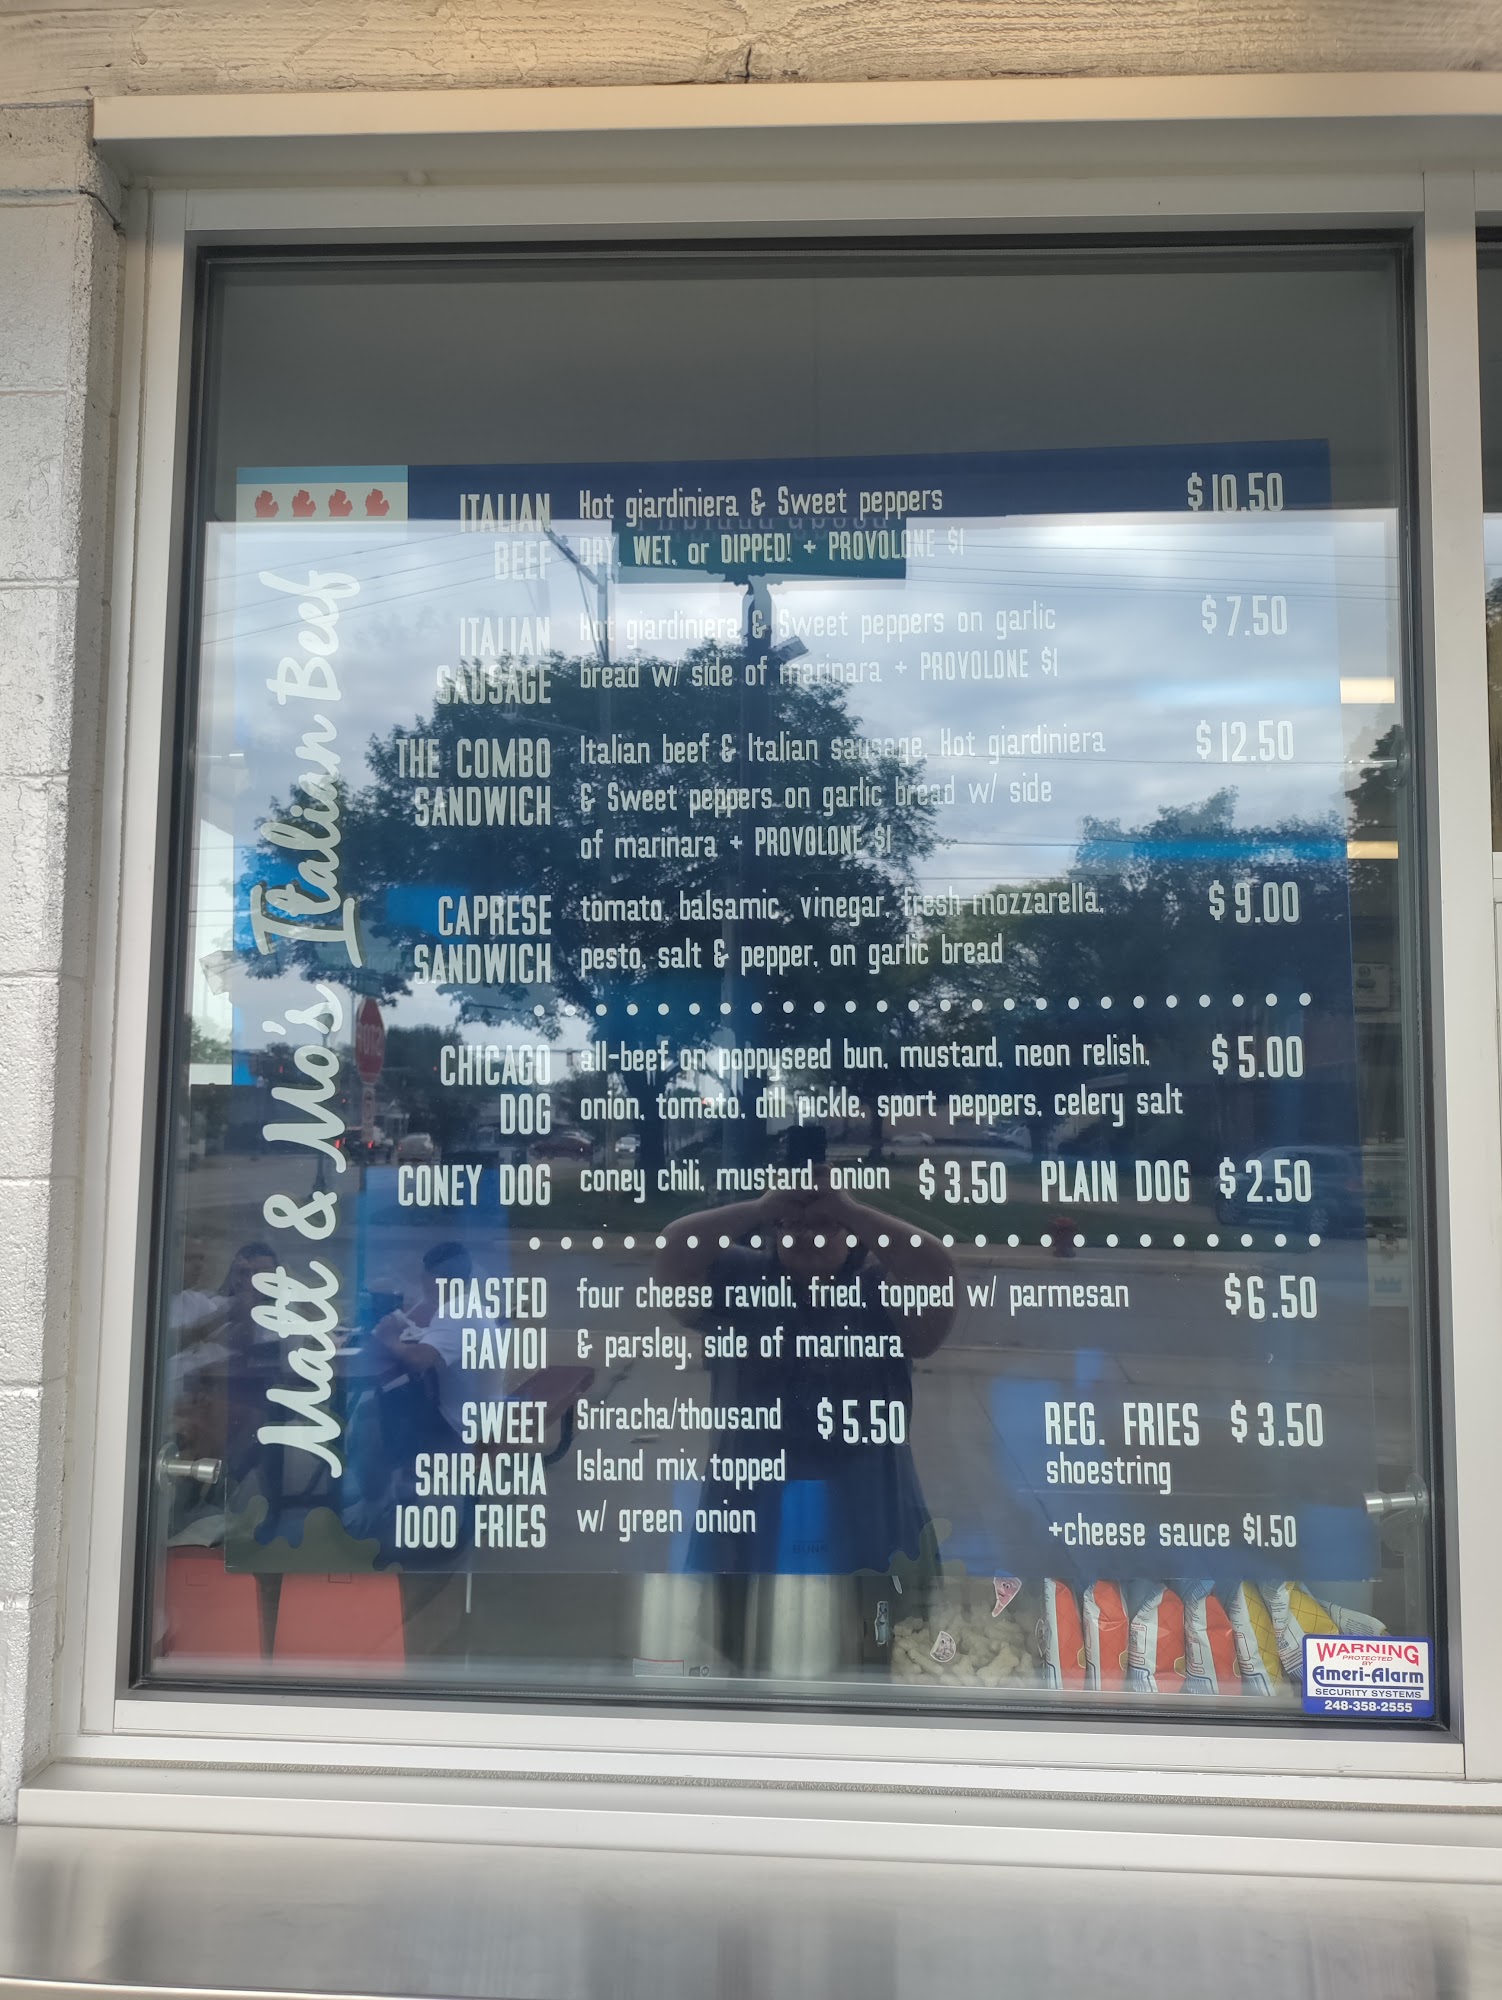 Matt & Mo's Italian Beef
ITALIAN BEEF Hot giardiniera & Sweet peppers $10.50
DRY, WET, or DIPPED! + PROVOLONE $1
ITALIAN SAUSAGE Hot giardiniera & Sweet peppers on garlic $7.50
bread w/ side of marinara + PROVOLONE $1
THE COMBO SANDWICH Italian beef & Italian sausage, Hot giardiniera $12.50
& Sweet peppers on garlic bread w/ side
of marinara + PROVOLONE $1
CAPRESE SANDWICH tomato, balsamic vinegar, fresh mozzarella, $9.00
pesto, salt & pepper, on garlic bread
CHICAGO DOG all-beef on poppyseed bun, mustard, neon relish, $5.00
onion, tomato, dill pickle, sport peppers, celery salt
CONEY DOG coney chili, mustard, onion $3.50 PLAIN DOG $2.50
TOASTED RAVIOI four cheese ravioli, fried, topped w/ parmesan $6.50
& parsley, side of marinara
SWEET SRIRACHA 1000 FRIES Sriracha/thousand $5.50
Island mix, topped
w/ green onion
REG. FRIES $3.50
shoestring
+cheese sauce $1.50
WARNING
PROTECTED
BY
Ameri-Alarm
SECURITY SYSTEMS
248-358-2555